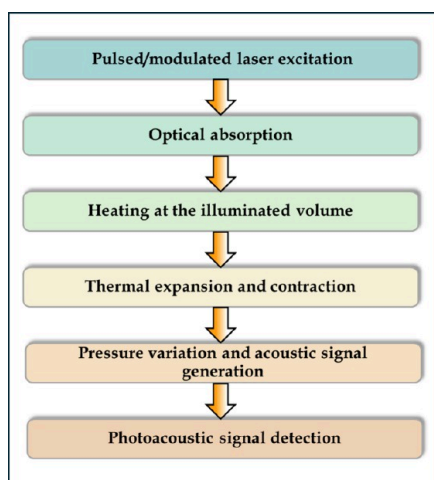 Pulsed/modulated laser excitation
Optical absorption
Heating at the illuminated volume
Thermal expansion and contraction
Pressure variation and acoustic signal
generation
Photoacoustic signal detection